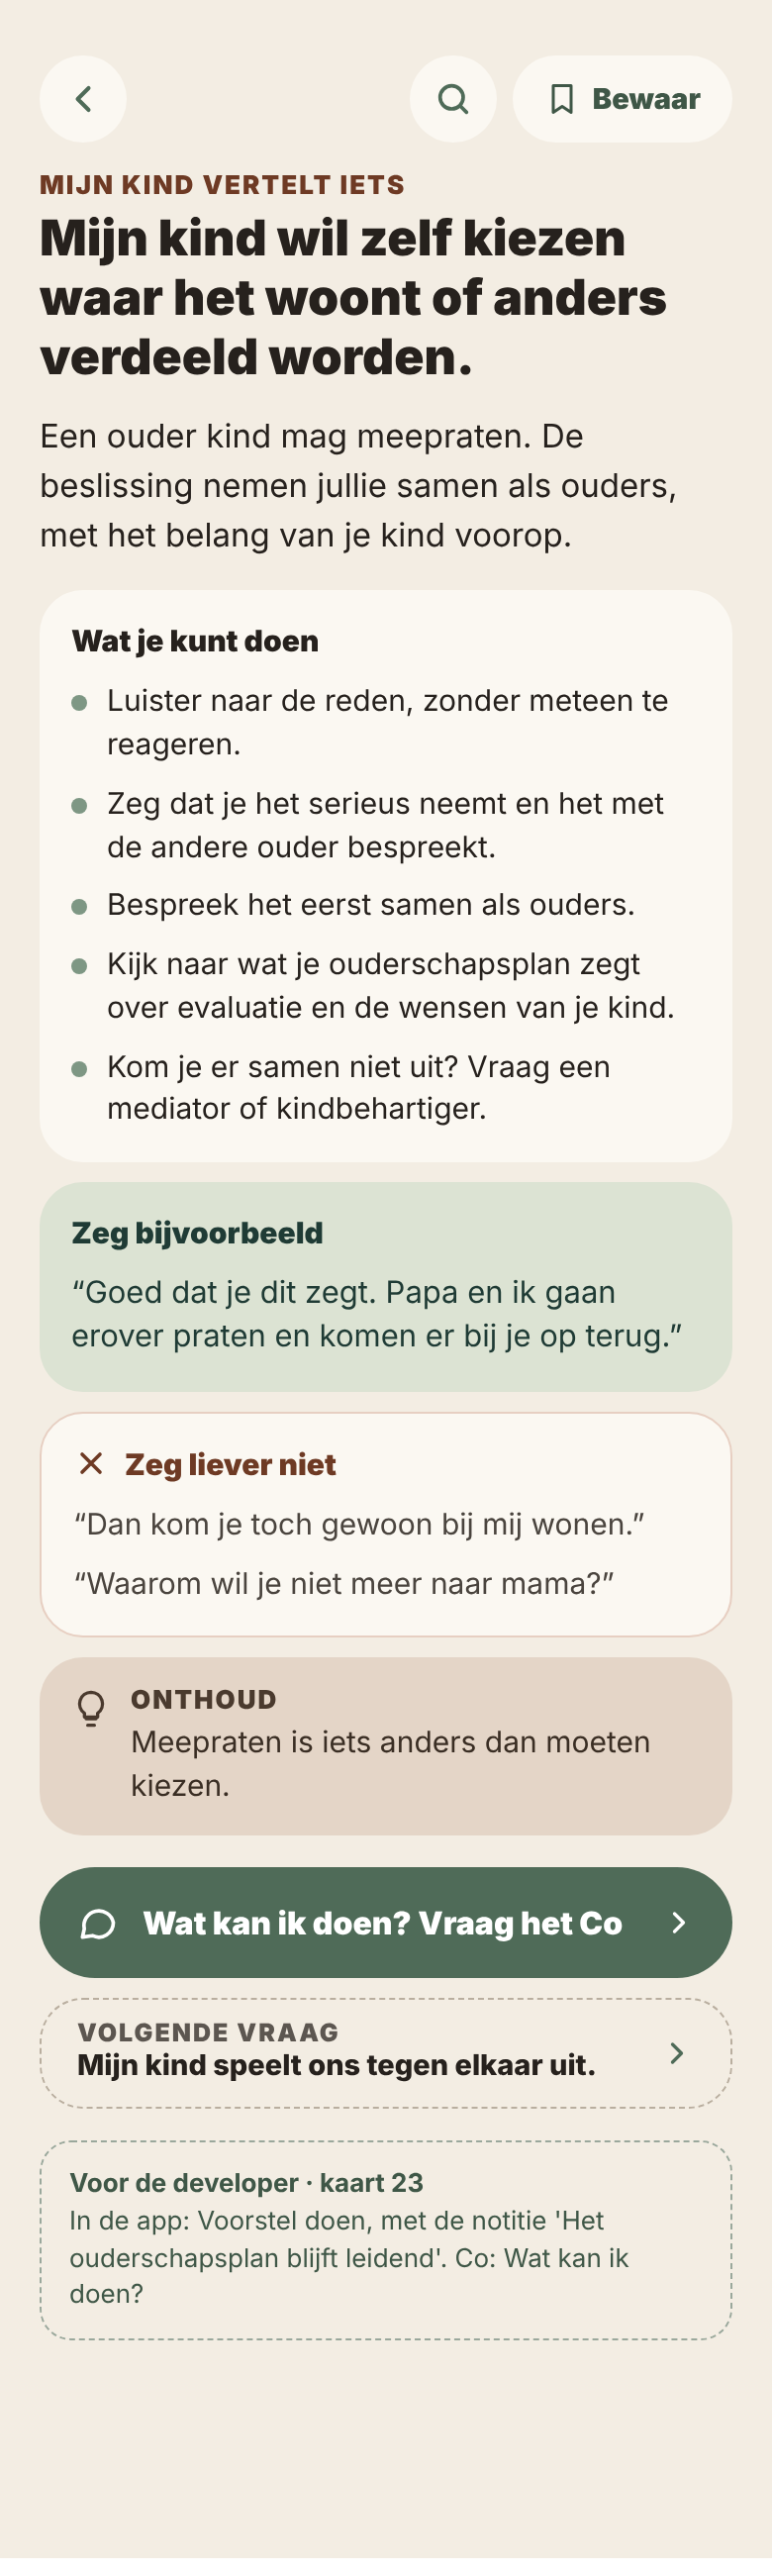 Bewaar
MIJN KIND VERTELT IETS
Mijn kind wil zelf kiezen
waar het woont of anders
verdeeld worden.
Een ouder kind mag meepraten. De
beslissing nemen jullie samen als ouders,
met het belang van je kind voorop.
Wat je kunt doen
Luister naar de reden, zonder meteen te
reageren.
Zeg dat je het serieus neemt en het met
de andere ouder bespreekt.
Bespreek het eerst samen als ouders.
Kijk naar wat je ouderschapsplan zegt
over evaluatie en de wensen van je kind.
Kom je er samen niet uit? Vraag een
mediator of kindbehartiger.
Zeg bijvoorbeeld
“Goed dat je dit zegt. Papa en ik gaan
erover praten en komen er bij je op terug.”
Zeg liever niet
“Dan kom je toch gewoon bij mij wonen.”
“Waarom wil je niet meer naar mama?”
ONTHOUD
Meepraten is iets anders dan moeten
kiezen.
Wat kan ik doen? Vraag het Co
VOLGENDE VRAAG
Mijn kind speelt ons tegen elkaar uit.
Voor de developer · kaart 23
In de app: Voorstel doen, met de notitie 'Het
ouderschapsplan blijft leidend'. Co: Wat kan ik
doen?